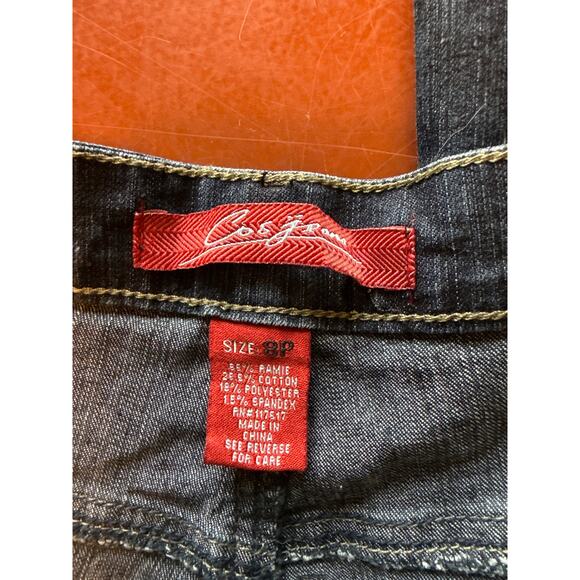 SIZE 8P
55% RAMIE
25.5% COTTON
18% POLYESTER
1.5% SPANDEX
RN#117517
MADE IN
CHINA
SEE REVERSE
FOR CARE